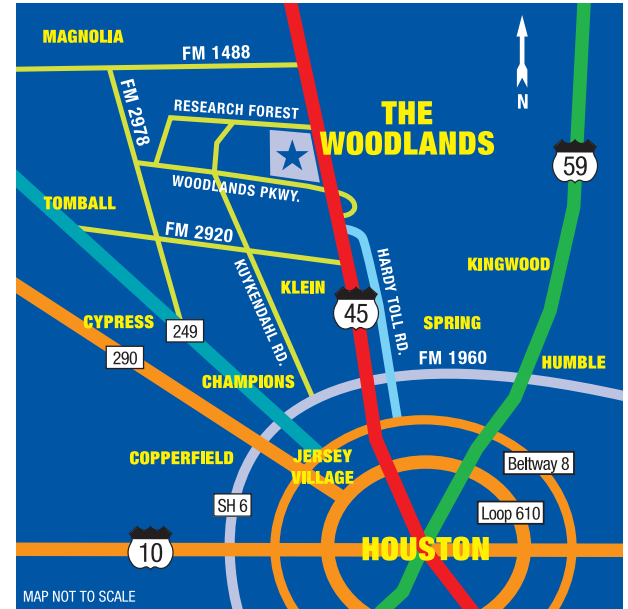 MAGNOLIA
FM 1488
FM 2978
RESEARCH FOREST
N
THE
WOODLANDS
59
WOODLANDS PKWY.
TOMBALL
FM 2920
KUYKENDAHL RD.
HARDY TOLL RD.
KINGWOOD
KLEIN
45
CYPRESS
249
SPRING
290
FM 1960
HUMBLE
CHAMPIONS
COPPERFIELD
JERSEY
VILLAGE
Beltway 8
SH 6
Loop 610
10
HOUSTON
MAP NOT TO SCALE